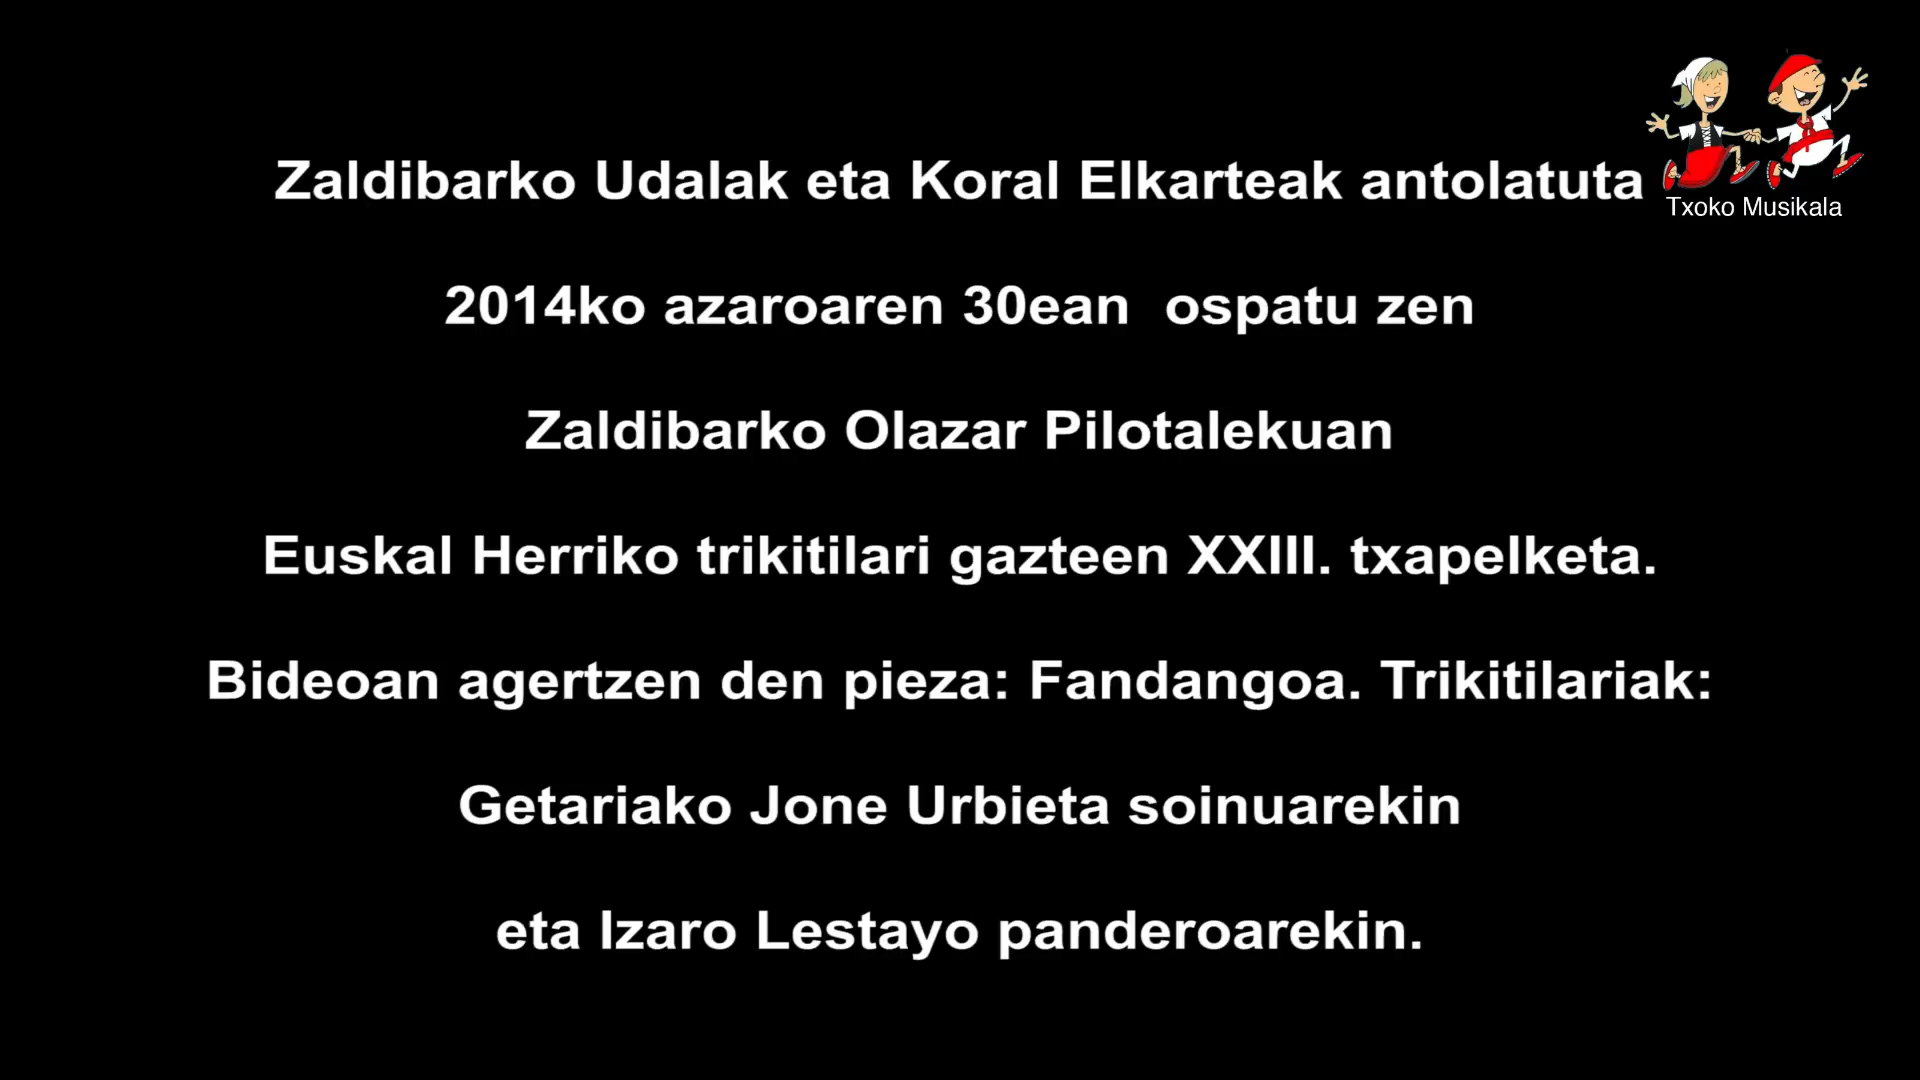 Zaldibarko Udalak eta Koral Elkarteak antolatuta
Txoko Musikala
2014ko azaroaren 30ean  ospatu zen
Zaldibarko Olazar Pilotalekuan
Euskal Herriko trikitilari gazteen XXIII. txapelketa.
Bideoan agertzen den pieza: Fandangoa. Trikitilariak:
Getariako Jone Urbieta soinuarekin
eta Izaro Lestayo panderoarekin.